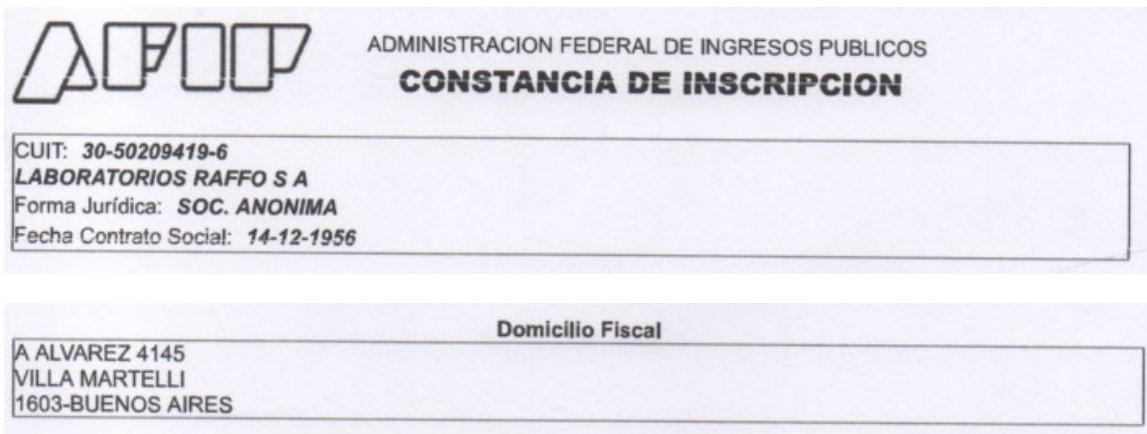 AFIP
ADMINISTRACION FEDERAL DE INGRESOS PUBLICOS
CONSTANCIA DE INSCRIPCION
CUIT: 30-50209419-6
LABORATORIOS RAFFO S A
Forma Jurídica: SOC. ANONIMA
Fecha Contrato Social: 14-12-1956
Domicilio Fiscal
A ALVAREZ 4145
VILLA MARTELLI
1603-BUENOS AIRES